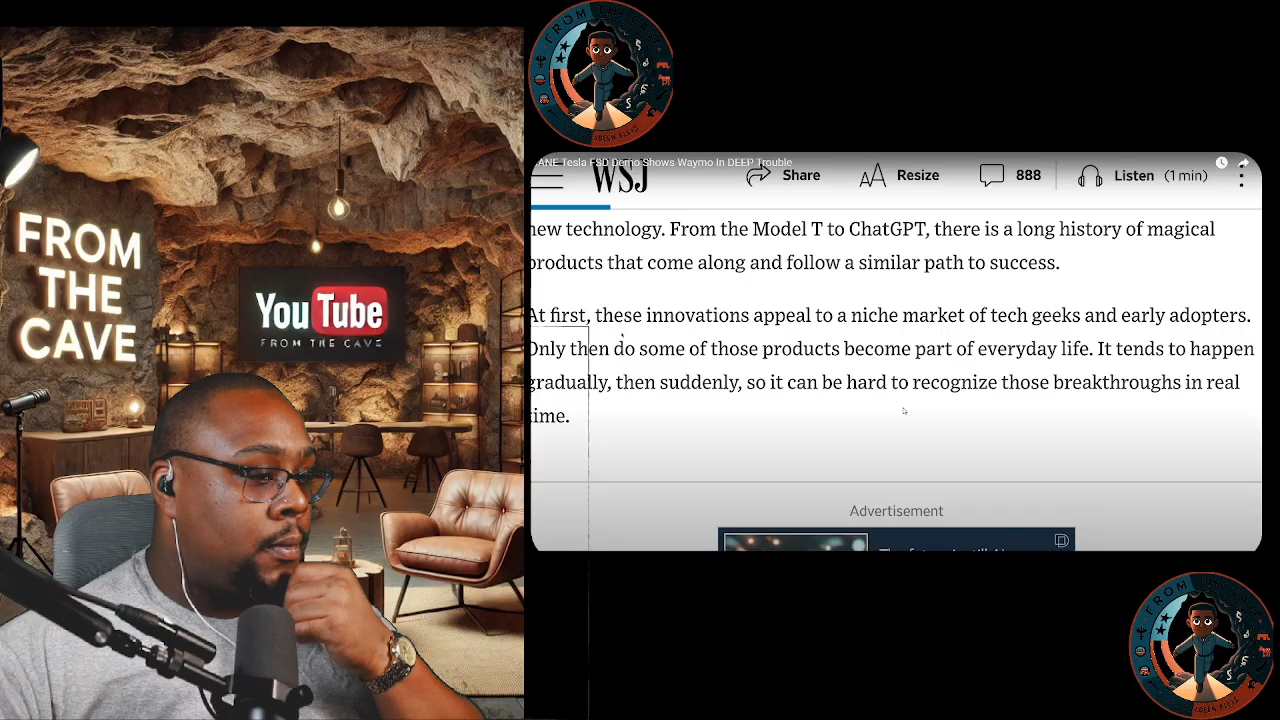 FROM
THE
CAVE
YouTube
FROM THE CAVE
FROM THE CAVE
ANE Tesla FSD Demo Shows Waymo In DEEP Trouble
WSJ
Share
Resize
888
Listen (1 min)
new technology. From the Model T to ChatGPT, there is a long history of magical
products that come along and follow a similar path to success.
At first, these innovations appeal to a niche market of tech geeks and early adopters.
Only then do some of those products become part of everyday life. It tends to happen
gradually, then suddenly, so it can be hard to recognize those breakthroughs in real
time.
Advertisement